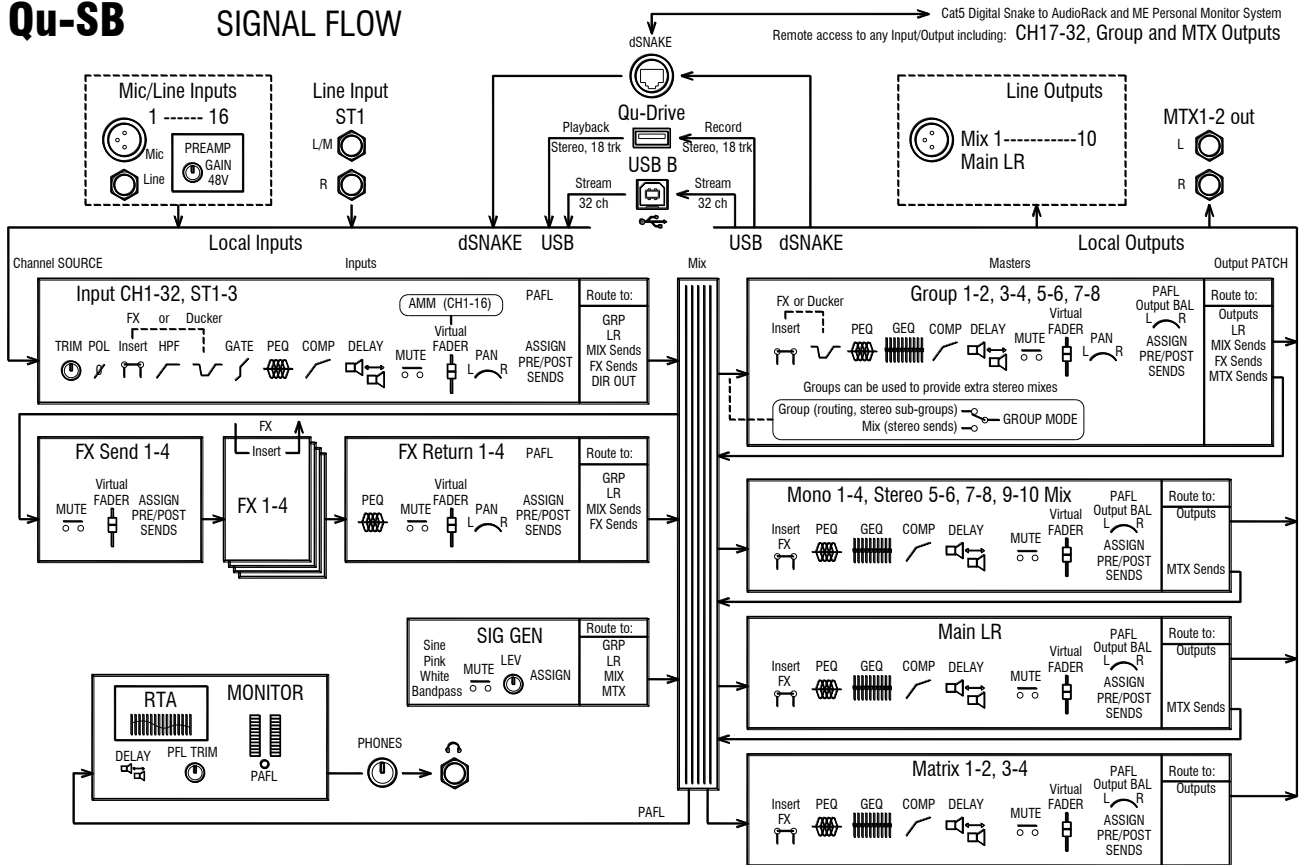 Qu-SB SIGNAL FLOW
Cat5 Digital Snake to AudioRack and ME Personal Monitor System
Remote access to any Input/Output including: CH17-32, Group and MTX Outputs
dSNAKE
Mic/Line Inputs
1 ------ 16
Mic
Line
PREAMP
GAIN
48V
Line Input
ST1
L/M
R
Qu-Drive
Playback
Stereo, 18 trk
Record
Stereo, 18 trk
USB B
Stream
32 ch
Stream
32 ch
Line Outputs
Mix 1-----------10
Main LR
MTX1-2 out
L
R
Local Inputs
dSNAKE USB
USB dSNAKE
Local Outputs
Channel SOURCE
Inputs
Mix
Masters
Output PATCH
Input CH1-32, ST1-3
FX or Ducker
AMM (CH1-16)
PAFL
TRIM POL Insert HPF GATE PEQ COMP DELAY MUTE
Virtual
FADER
L PAN R
ASSIGN
PRE/POST
SENDS
Route to:
GRP
LR
MIX Sends
FX Sends
DIR OUT
Group 1-2, 3-4, 5-6, 7-8
FX or Ducker
Insert PEQ GEQ COMP DELAY MUTE
Virtual
FADER
L PAN R
PAFL
Output BAL
L R
ASSIGN
PRE/POST
SENDS
Groups can be used to provide extra stereo mixes
Group (routing, stereo sub-groups)
Mix (stereo sends)
GROUP MODE
Route to:
Outputs
LR
MIX Sends
FX Sends
MTX Sends
FX Send 1-4
MUTE
Virtual
FADER
ASSIGN
PRE/POST
SENDS
FX
Insert
FX 1-4
FX Return 1-4
PAFL
PEQ MUTE
Virtual
FADER
L PAN R
ASSIGN
PRE/POST
SENDS
Route to:
GRP
LR
MIX Sends
FX Sends
Mono 1-4, Stereo 5-6, 7-8, 9-10 Mix
Insert
FX
PEQ GEQ COMP DELAY MUTE
Virtual
FADER
PAFL
Output BAL
L R
ASSIGN
PRE/POST
SENDS
Route to:
Outputs
MTX Sends
SIG GEN
Sine
Pink
White
Bandpass
MUTE LEV ASSIGN
Route to:
GRP
LR
MIX
MTX
Main LR
Insert
FX
PEQ GEQ COMP DELAY MUTE
Virtual
FADER
PAFL
Output BAL
L R
ASSIGN
PRE/POST
SENDS
Route to:
Outputs
MTX Sends
RTA
MONITOR
DELAY
PFL TRIM
PAFL
PHONES
PAFL
Matrix 1-2, 3-4
Insert
FX
PEQ GEQ COMP DELAY MUTE
Virtual
FADER
PAFL
Output BAL
L R
ASSIGN
PRE/POST
SENDS
Route to:
Outputs